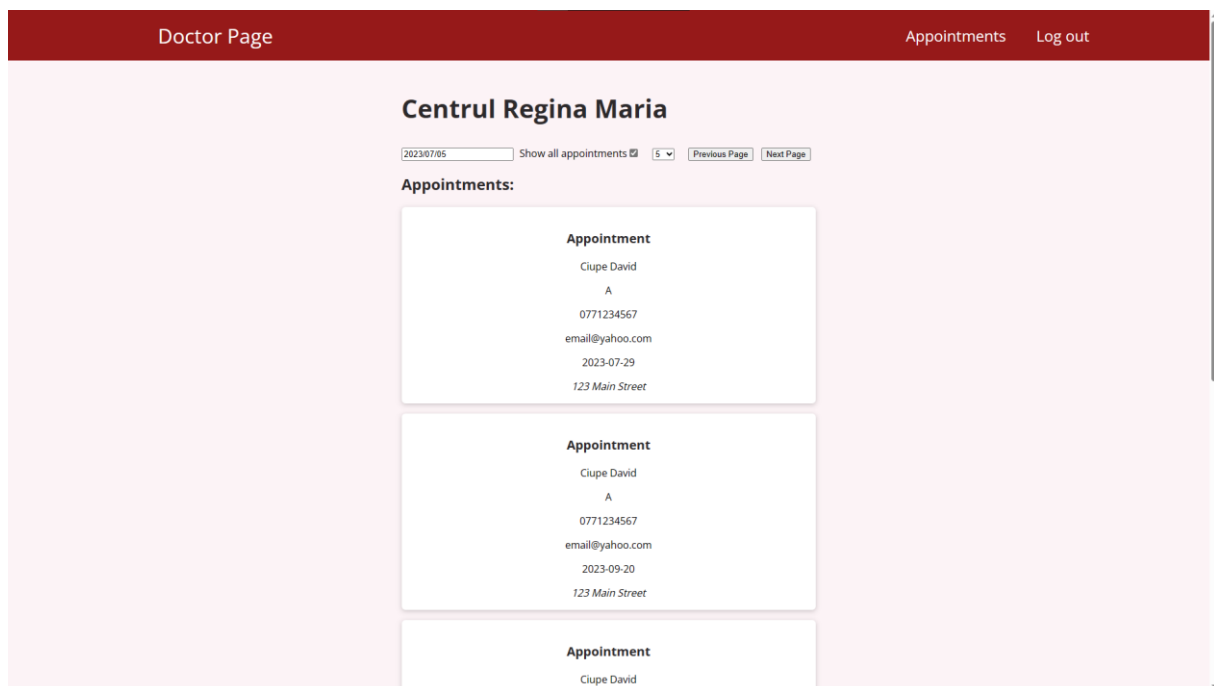 Doctor Page Appointments Log out
Centrul Regina Maria
2023/07/05 Show all appointments 5 Previous Page Next Page
Appointments:
Appointment
Ciupe David
A
0771234567
email@yahoo.com
2023-07-29
123 Main Street
Appointment
Ciupe David
A
0771234567
email@yahoo.com
2023-09-20
123 Main Street
Appointment
Ciupe David